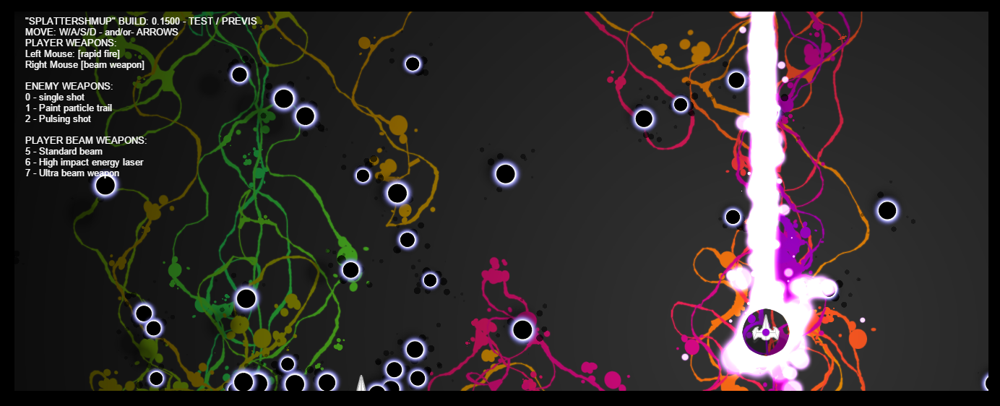 "SPLATTERSHMUP" BUILD: 0.1500 - TEST / PREVIS
MOVE: W/A/S/D - and/or- ARROWS
PLAYER WEAPONS:
Left Mouse: [rapid fire]
Right Mouse [beam weapon]
ENEMY WEAPONS:
0 - single shot
1 - Paint particle trail
2 - Pulsing shot
PLAYER BEAM WEAPONS:
5 - Standard beam
6 - High impact energy laser
7 - Ultra beam weapon